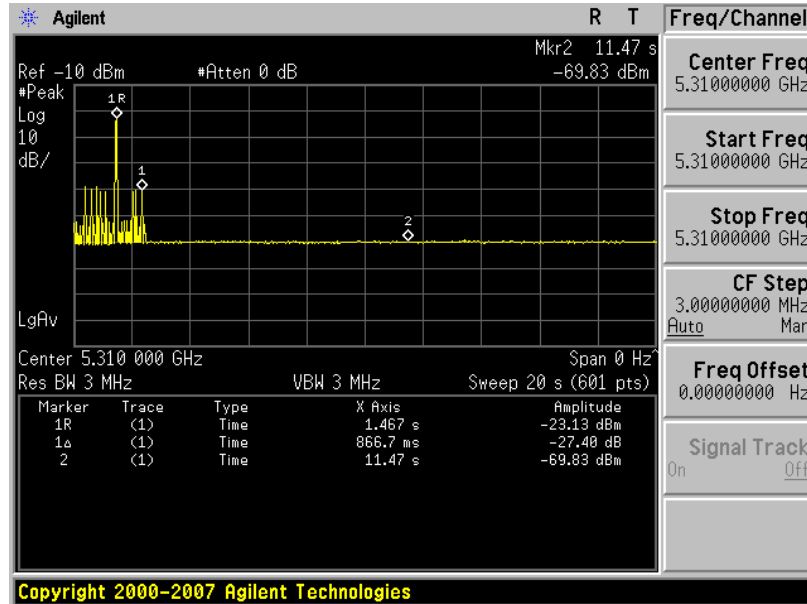 Agilent R T Freq/Channel
Mkr2 11.47 s
Ref -10 dBm #Atten 0 dB -69.83 dBm
#Peak
Log
10
dB/
1R
1
2
LgAv
Center 5.310 000 GHz Span 0 Hz^
Res BW 3 MHz VBW 3 MHz Sweep 20 s (601 pts)
Marker Trace Type X Axis Amplitude
1R (1) Time 1.467 s -23.13 dBm
1Δ (1) Time 866.7 ms -27.40 dB
2 (1) Time 11.47 s -69.83 dBm
Center Freq
5.31000000 GHz
Start Freq
5.31000000 GHz
Stop Freq
5.31000000 GHz
CF Step
3.00000000 MHz
Auto Man
Freq Offset
0.00000000 Hz
Signal Track
On Off
Copyright 2000-2007 Agilent Technologies